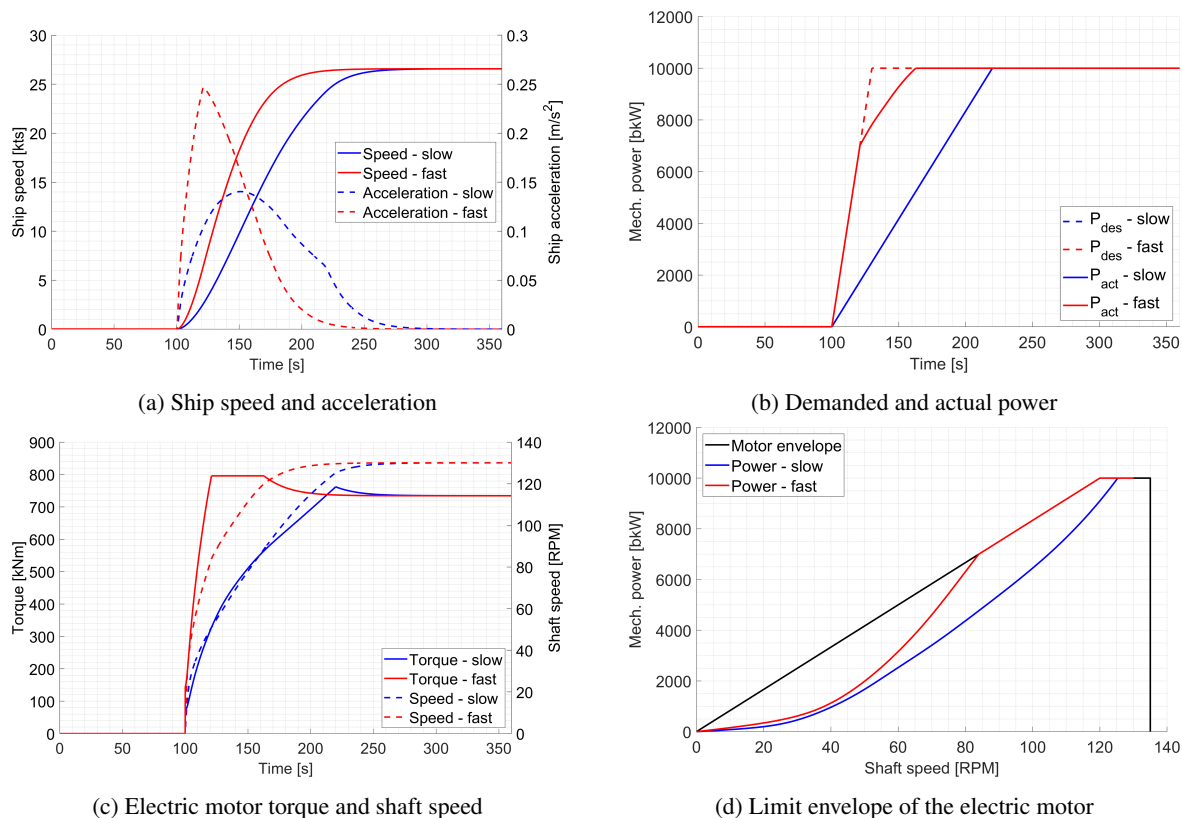 30
25
20
15
10
5
0
Ship speed [kts]
0.3
0.25
0.2
0.15
0.1
0.05
0
Ship acceleration [m/s²]
Speed - slow
Speed - fast
Acceleration - slow
Acceleration - fast
0 50 100 150 200 250 300 350
Time [s]
(a) Ship speed and acceleration
12000
10000
8000
6000
4000
2000
0
Mech. power [bkW]
P_des - slow
P_des - fast
P_act - slow
P_act - fast
0 50 100 150 200 250 300 350
Time [s]
(b) Demanded and actual power
900
800
700
600
500
400
300
200
100
0
Torque [kNm]
140
120
100
80
60
40
20
0
Shaft speed [RPM]
Torque - slow
Torque - fast
Speed - slow
Speed - fast
0 50 100 150 200 250 300 350
Time [s]
(c) Electric motor torque and shaft speed
12000
10000
8000
6000
4000
2000
0
Mech. power [bkW]
Motor envelope
Power - slow
Power - fast
0 20 40 60 80 100 120 140
Shaft speed [RPM]
(d) Limit envelope of the electric motor